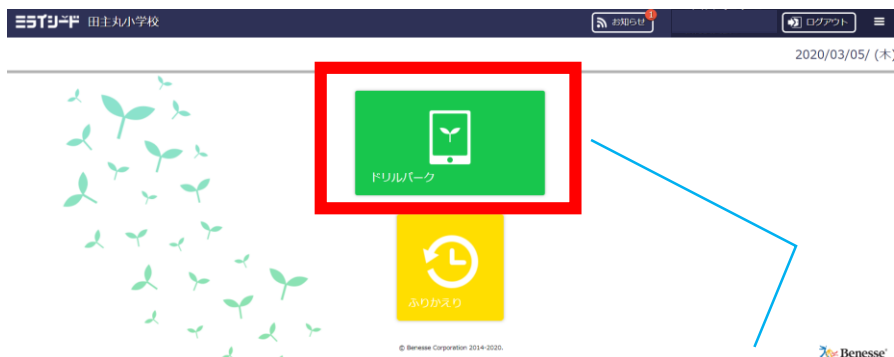 ミライシード 田主丸小学校
お知らせ 1
ログアウト
2020/03/05/ (木)
ドリルパーク
ふりかえり
© Benesse Corporation 2014-2020.
Benesse